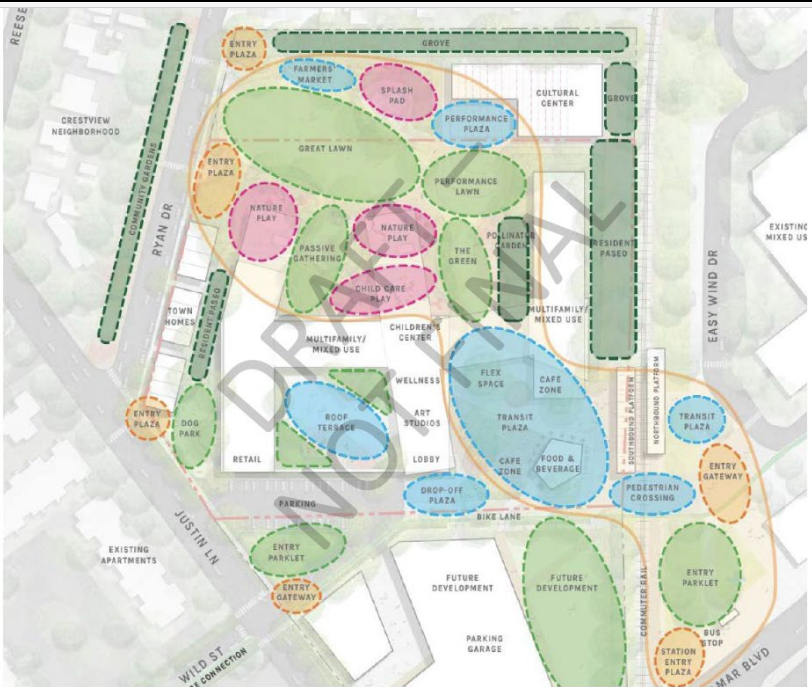 REESE
ENTRY
PLAZA
GROVE
FARMERS
MARKET
SPLASH
PAD
CULTURAL
CENTER
GROVE
CRESTVIEW
NEIGHBORHOOD
PERFORMANCE
PLAZA
GREAT LAWN
COMMUNITY GARDENS
ENTRY
PLAZA
PERFORMANCE
LAWN
RYAN DR
NATURE
PLAY
NATURE
PLAY
PASSIVE
GATHERING
THE
GREEN
POLLINATOR
GARDEN
RESIDENT
PASEO
EXISTING
MIXED US
EASY WIND DR
CHILD CARE
PLAY
TOWN
HOMES
RESIDENT PASEO
MULTIFAMILY/
MIXED USE
CHILDREN'S
CENTER
MULTIFAMILY/
MIXED USE
WELLNESS
FLEX
SPACE
CAFE
ZONE
SOUTHBOUND PLATFORM
NORTHBOUND PLATFORM
ENTRY
PLAZA
DOG
PARK
ROOF
TERRACE
ART
STUDIOS
TRANSIT
PLAZA
TRANSIT
PLAZA
RETAIL
LOBBY
CAFE
ZONE
FOOD &
BEVERAGE
ENTRY
GATEWAY
DROP-OFF
PLAZA
PEDESTRIAN
CROSSING
PARKING
BIKE LANE
JUSTIN LN
EXISTING
APARTMENTS
ENTRY
PARKLET
ENTRY
GATEWAY
FUTURE
DEVELOPMENT
FUTURE
DEVELOPMENT
ENTRY
PARKLET
COMMUTER RAIL
PARKING
GARAGE
BUS
STOP
STATION
ENTRY
PLAZA
WILD ST
E CONNECTION
MAR BLVD
DRAFT -
NOT FINAL